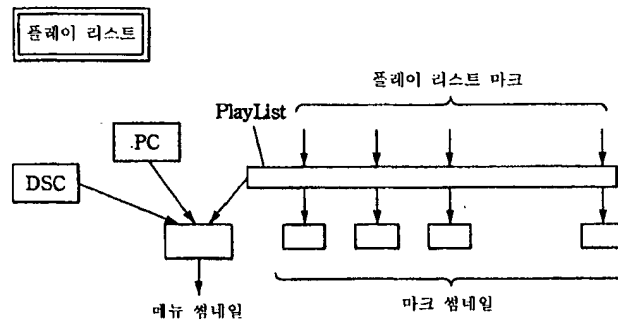 플레이 리스트
플레이 리스트 마크
PlayList
PC
DSC
메뉴 썸네일
마크 썸네일